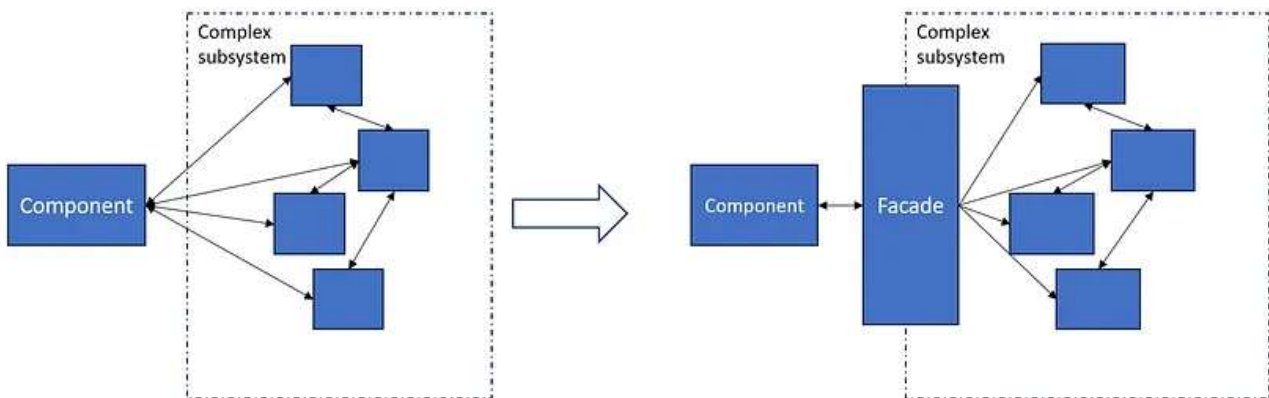 Complex
subsystem
Component
Complex
subsystem
Component
Facade